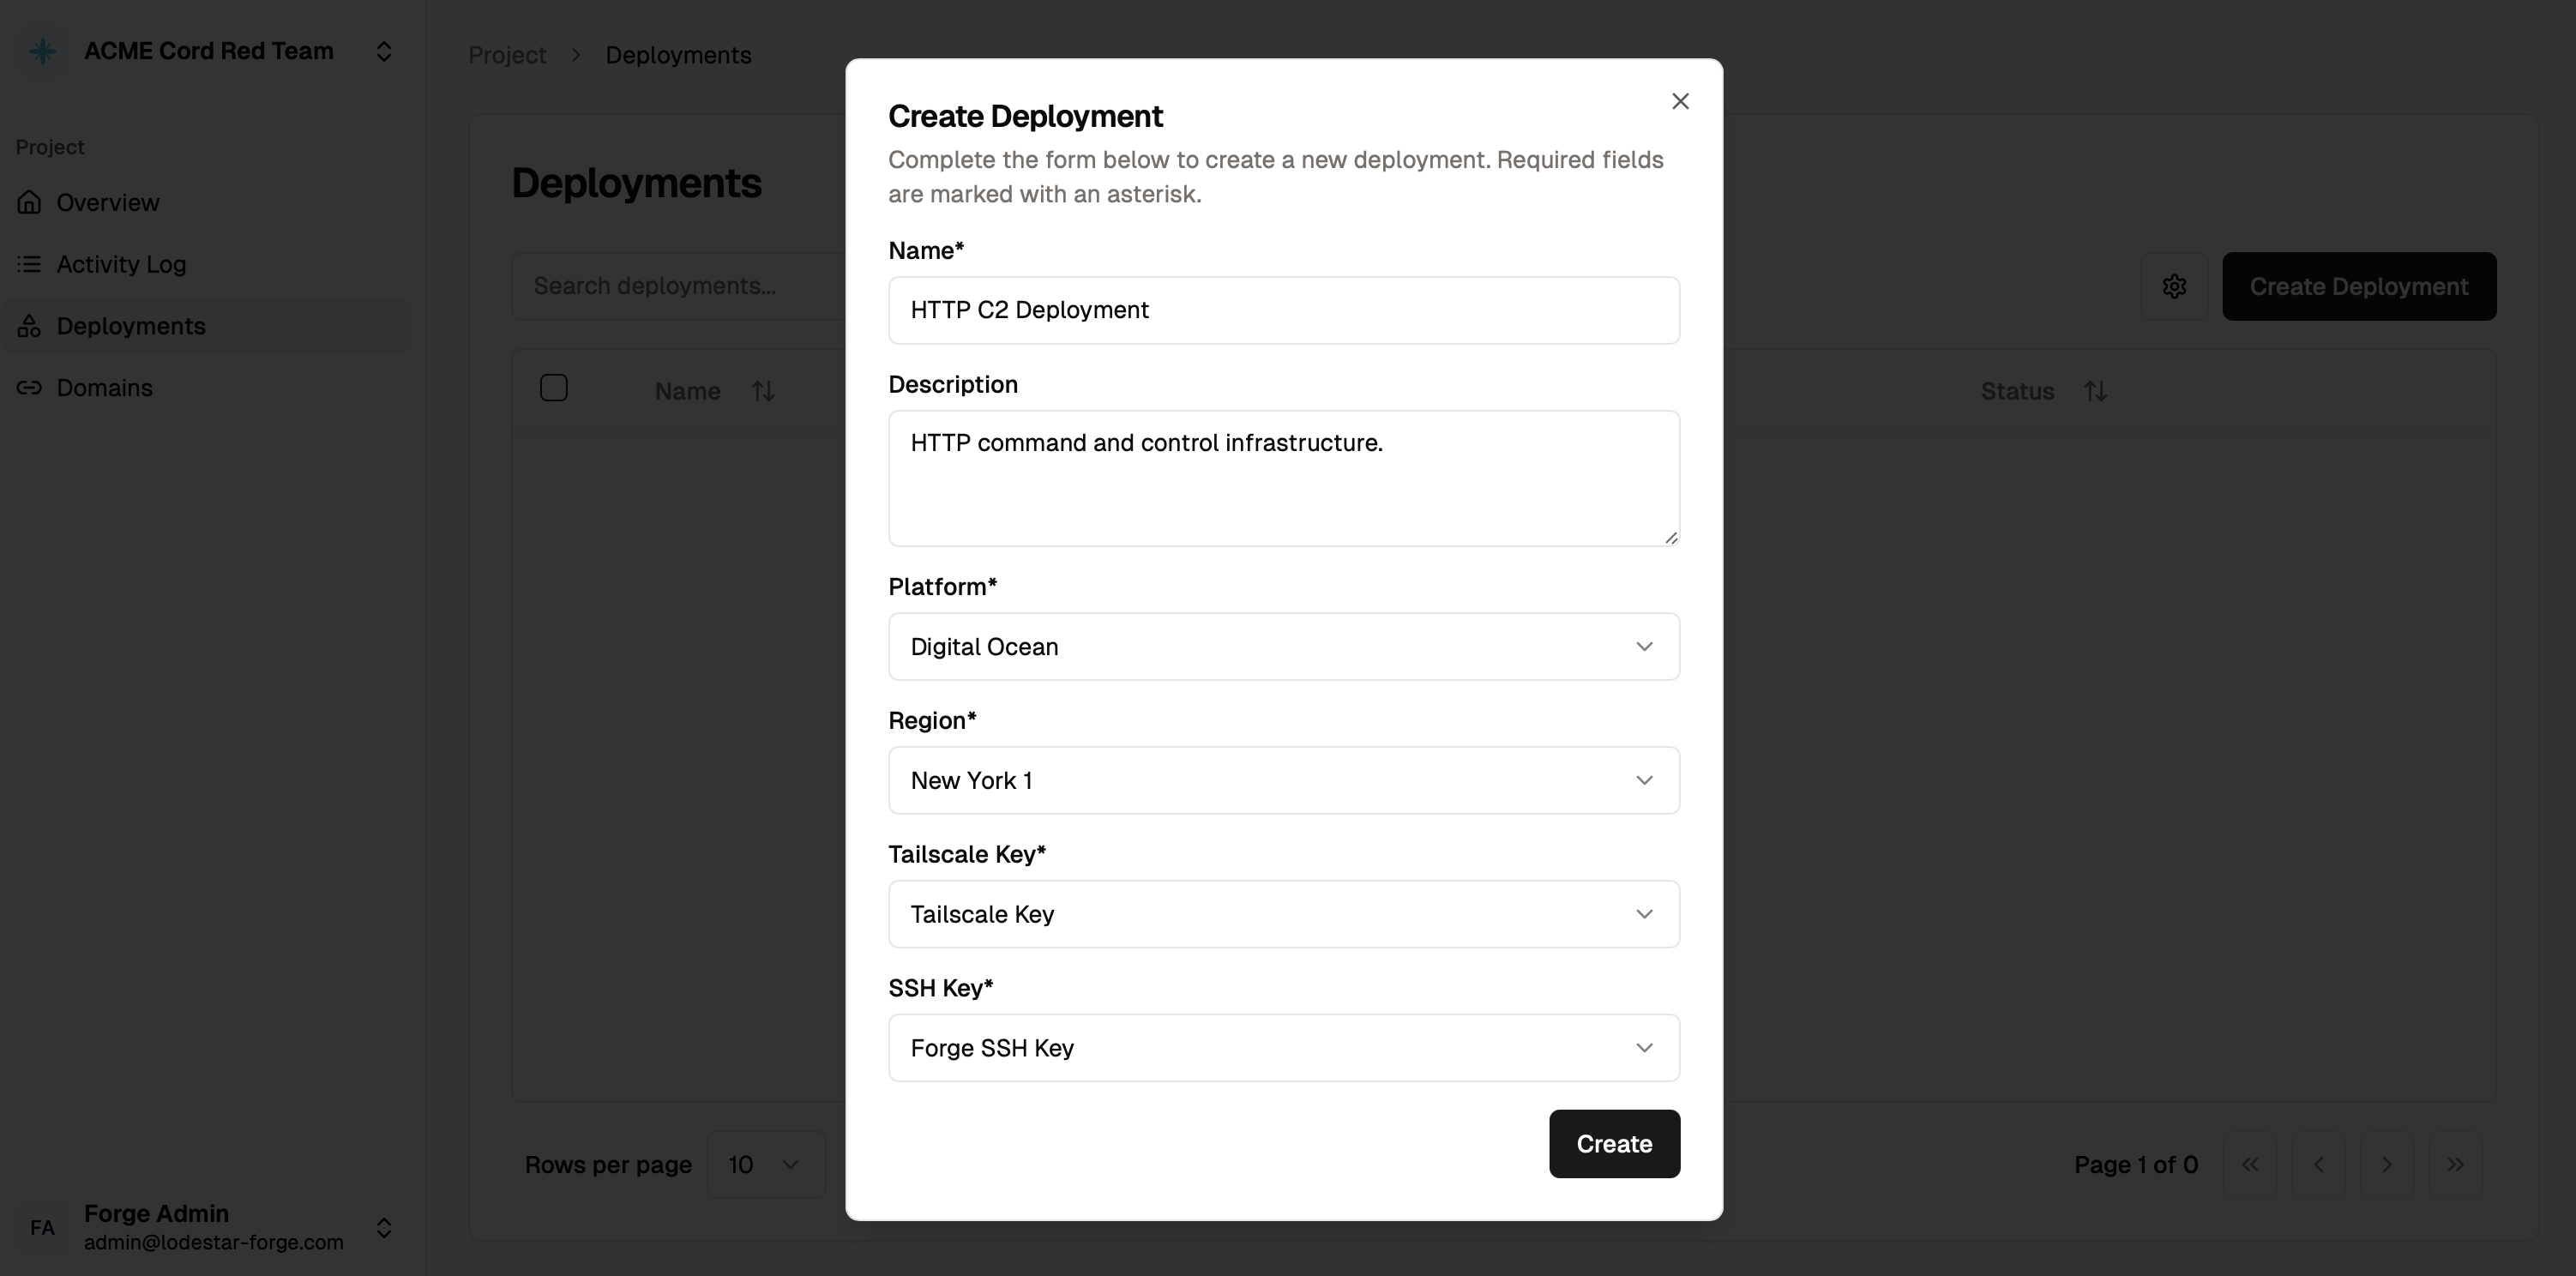 ACME Cord Red Team
Project
Overview
Activity Log
Deployments
Domains
Forge Admin
FA
admin@lodestar-forge.com
Project > Deployments
Deployments
Search deployments...
Create Deployment
Name
Status
Rows per page 10
Page 1 of 0
Create Deployment
Complete the form below to create a new deployment. Required fields
are marked with an asterisk.
Name*
HTTP C2 Deployment
Description
HTTP command and control infrastructure.
Platform*
Digital Ocean
Region*
New York 1
Tailscale Key*
Tailscale Key
SSH Key*
Forge SSH Key
Create